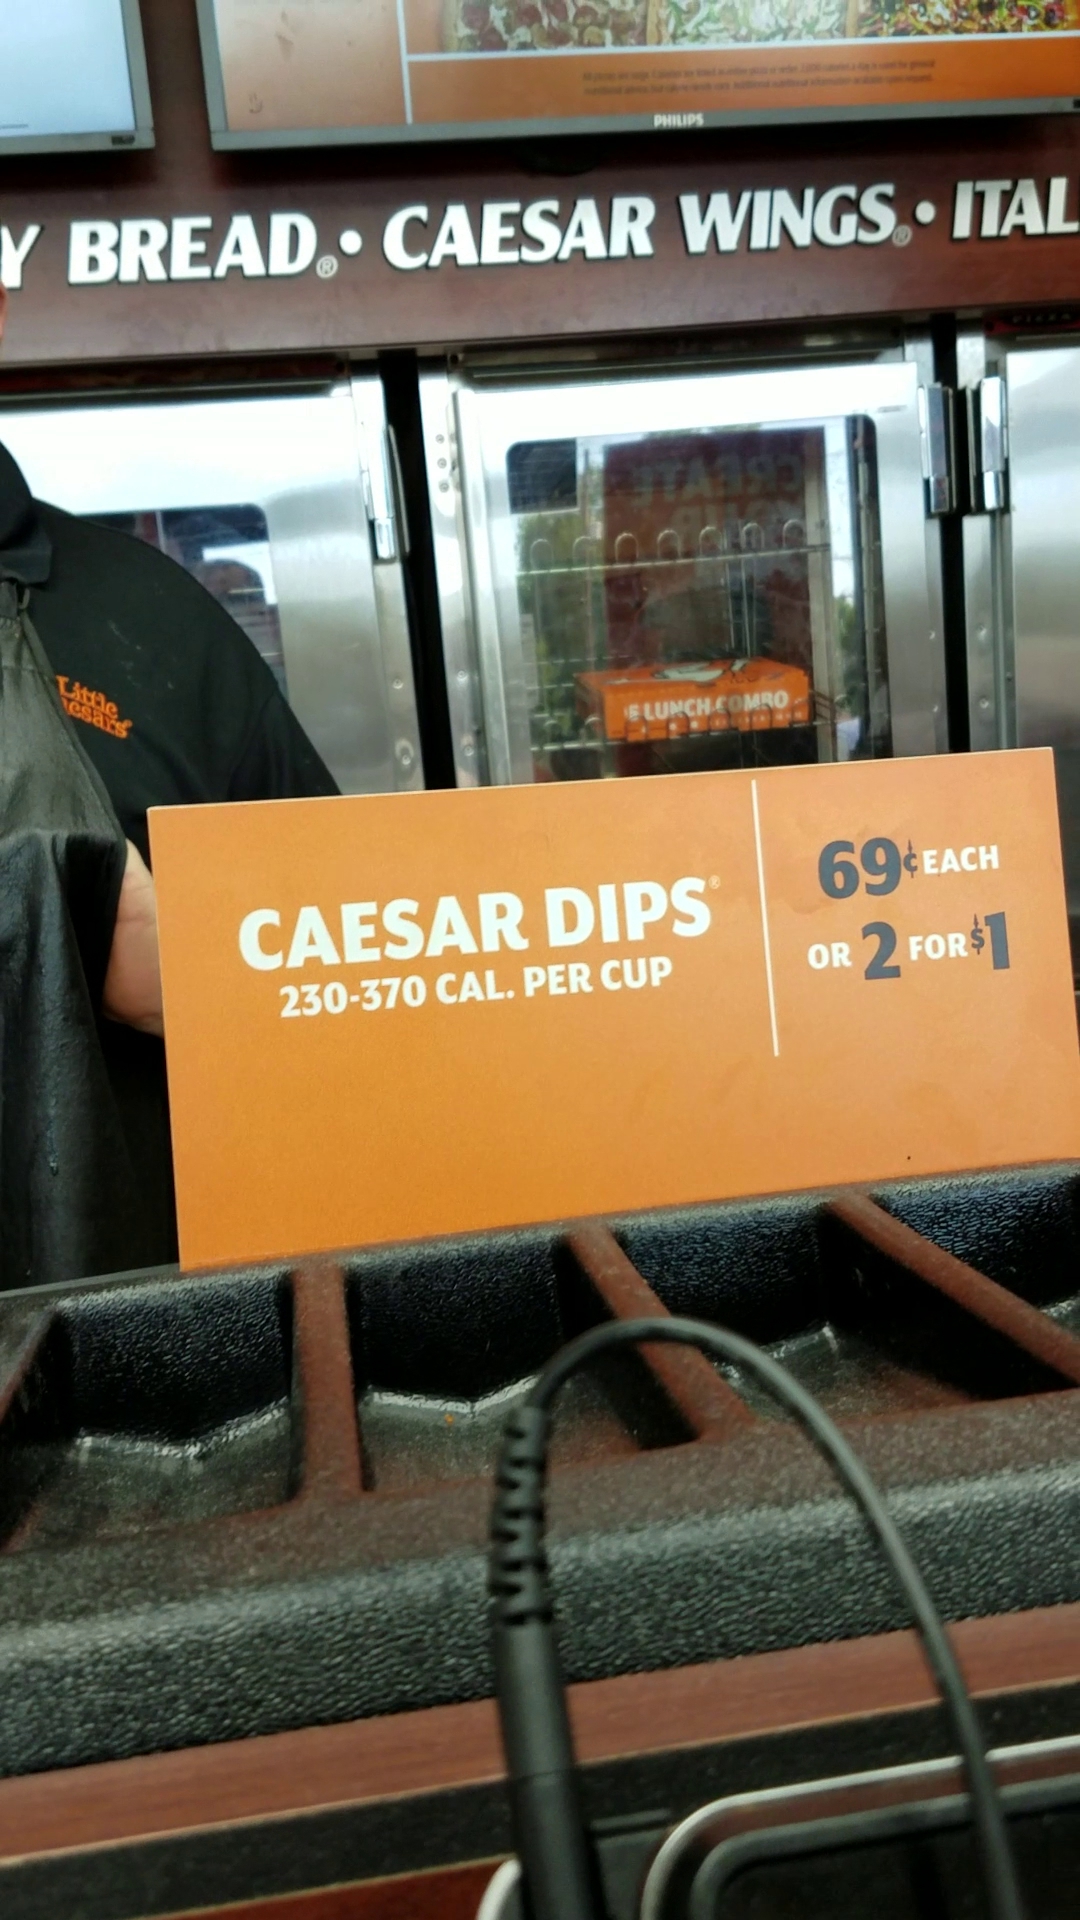 PHILIPS
Y BREAD®• CAESAR WINGS®• ITAL
LUNCH COMBO
Little
CAESAR DIPS®
230-370 CAL. PER CUP
69¢ EACH
OR 2 FOR $1